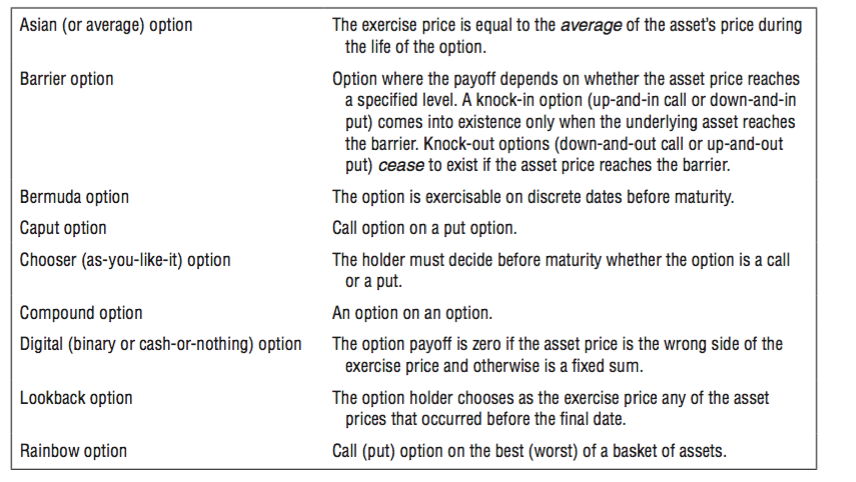 Asian (or average) option The exercise price is equal to the average of the asset's price during
the life of the option.
Barrier option Option where the payoff depends on whether the asset price reaches
a specified level. A knock-in option (up-and-in call or down-and-in
put) comes into existence only when the underlying asset reaches
the barrier. Knock-out options (down-and-out call or up-and-out
put) cease to exist if the asset price reaches the barrier.
Bermuda option The option is exercisable on discrete dates before maturity.
Caput option Call option on a put option.
Chooser (as-you-like-it) option The holder must decide before maturity whether the option is a call
or a put.
Compound option An option on an option.
Digital (binary or cash-or-nothing) option The option payoff is zero if the asset price is the wrong side of the
exercise price and otherwise is a fixed sum.
Lookback option The option holder chooses as the exercise price any of the asset
prices that occurred before the final date.
Rainbow option Call (put) option on the best (worst) of a basket of assets.